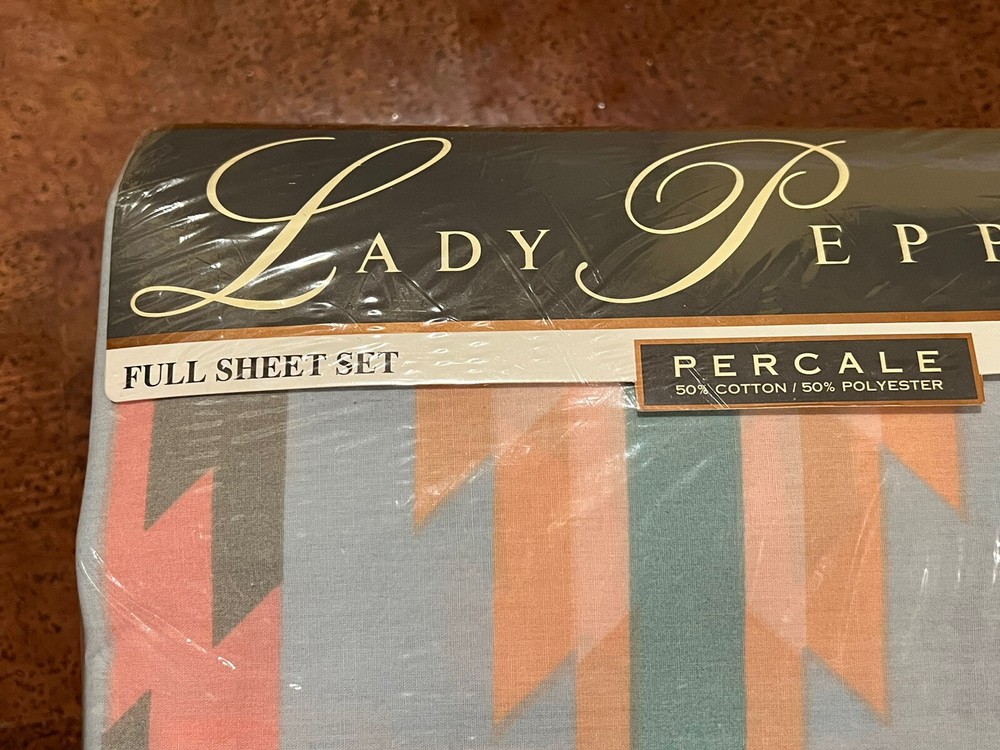 LADY PEPP
FULL SHEET SET
PERCALE
50% COTTON / 50% POLYESTER